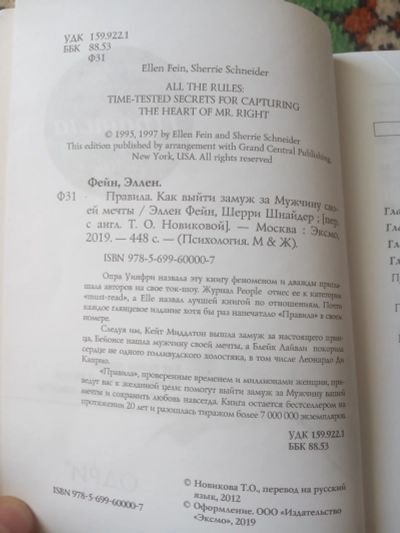 УДК 159.922.1
ББК 88.53
Ф31
Ellen Fein, Sherrie Schneider
ALL THE RULES:
TIME-TESTED SECRETS FOR CAPTURING
THE HEART OF MR. RIGHT
© 1995, 1997 by Ellen Fein and Sherrie Schneider
This edition published by arrangement with Grand Central Publishing,
New York, USA. All rights reserved
Фейн, Эллен.
Ф31 Правила. Как выйти замуж за Мужчину сво-
ей мечты / Эллен Фейн, Шерри Шнайдер ; [пер.
с англ. Т. О. Новиковой]. — Москва : Эксмо,
2019. — 448 с. — (Психология. М & Ж).
ISBN 978-5-699-60000-7
Опра Уинфри назвала эту книгу феноменом и дважды пригла-
шала авторов на свое ток-шоу. Журнал People отнес ее к категории
«must-read», а Elle назвал лучшей книгой по отношениям. Почти
каждое глянцевое издание хотя бы раз напечатало «Правила» в своем
номере.
Следуя им, Кейт Миддлтон вышла замуж за настоящего прин-
ца, Бейонсе нашла мужчину своей мечты, а Блейк Лайвли покорила
сердце не одного голливудского холостяка, в том числе Леонардо Ди
Каприо.
«Правила», проверенные временем и миллионами женщин, при-
ведут вас к желанной цели: помогут выйти замуж за Мужчину вашей
мечты и сохранить любовь навсегда. Книга остается бестселлером на
протяжении 20 лет и разошлась тиражом более 7 000 000 экземпляров
УДК 159.922.1
ББК 88.53
© Новикова Т.О., перевод на русский
язык, 2012
© Оформление. ООО «Издательство
«Эксмо», 2019
ISBN 978-5-699-60000-7